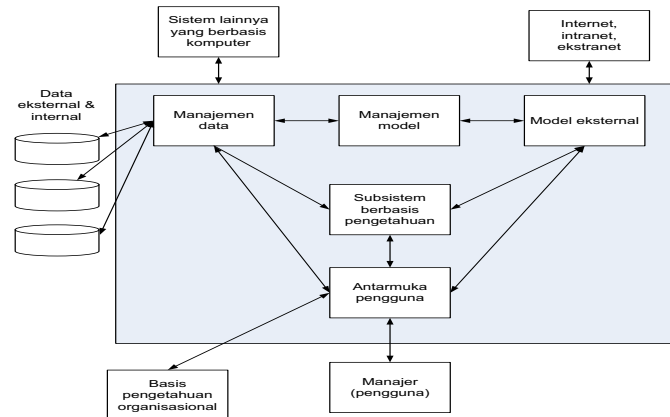 Sistem lainnya
yang berbasis
komputer
Internet,
intranet,
ekstranet
Data
eksternal &
internal
Manajemen
data
Manajemen
model
Model eksternal
Subsistem
berbasis
pengetahuan
Antarmuka
pengguna
Basis
pengetahuan
organisasional
Manajer
(pengguna)